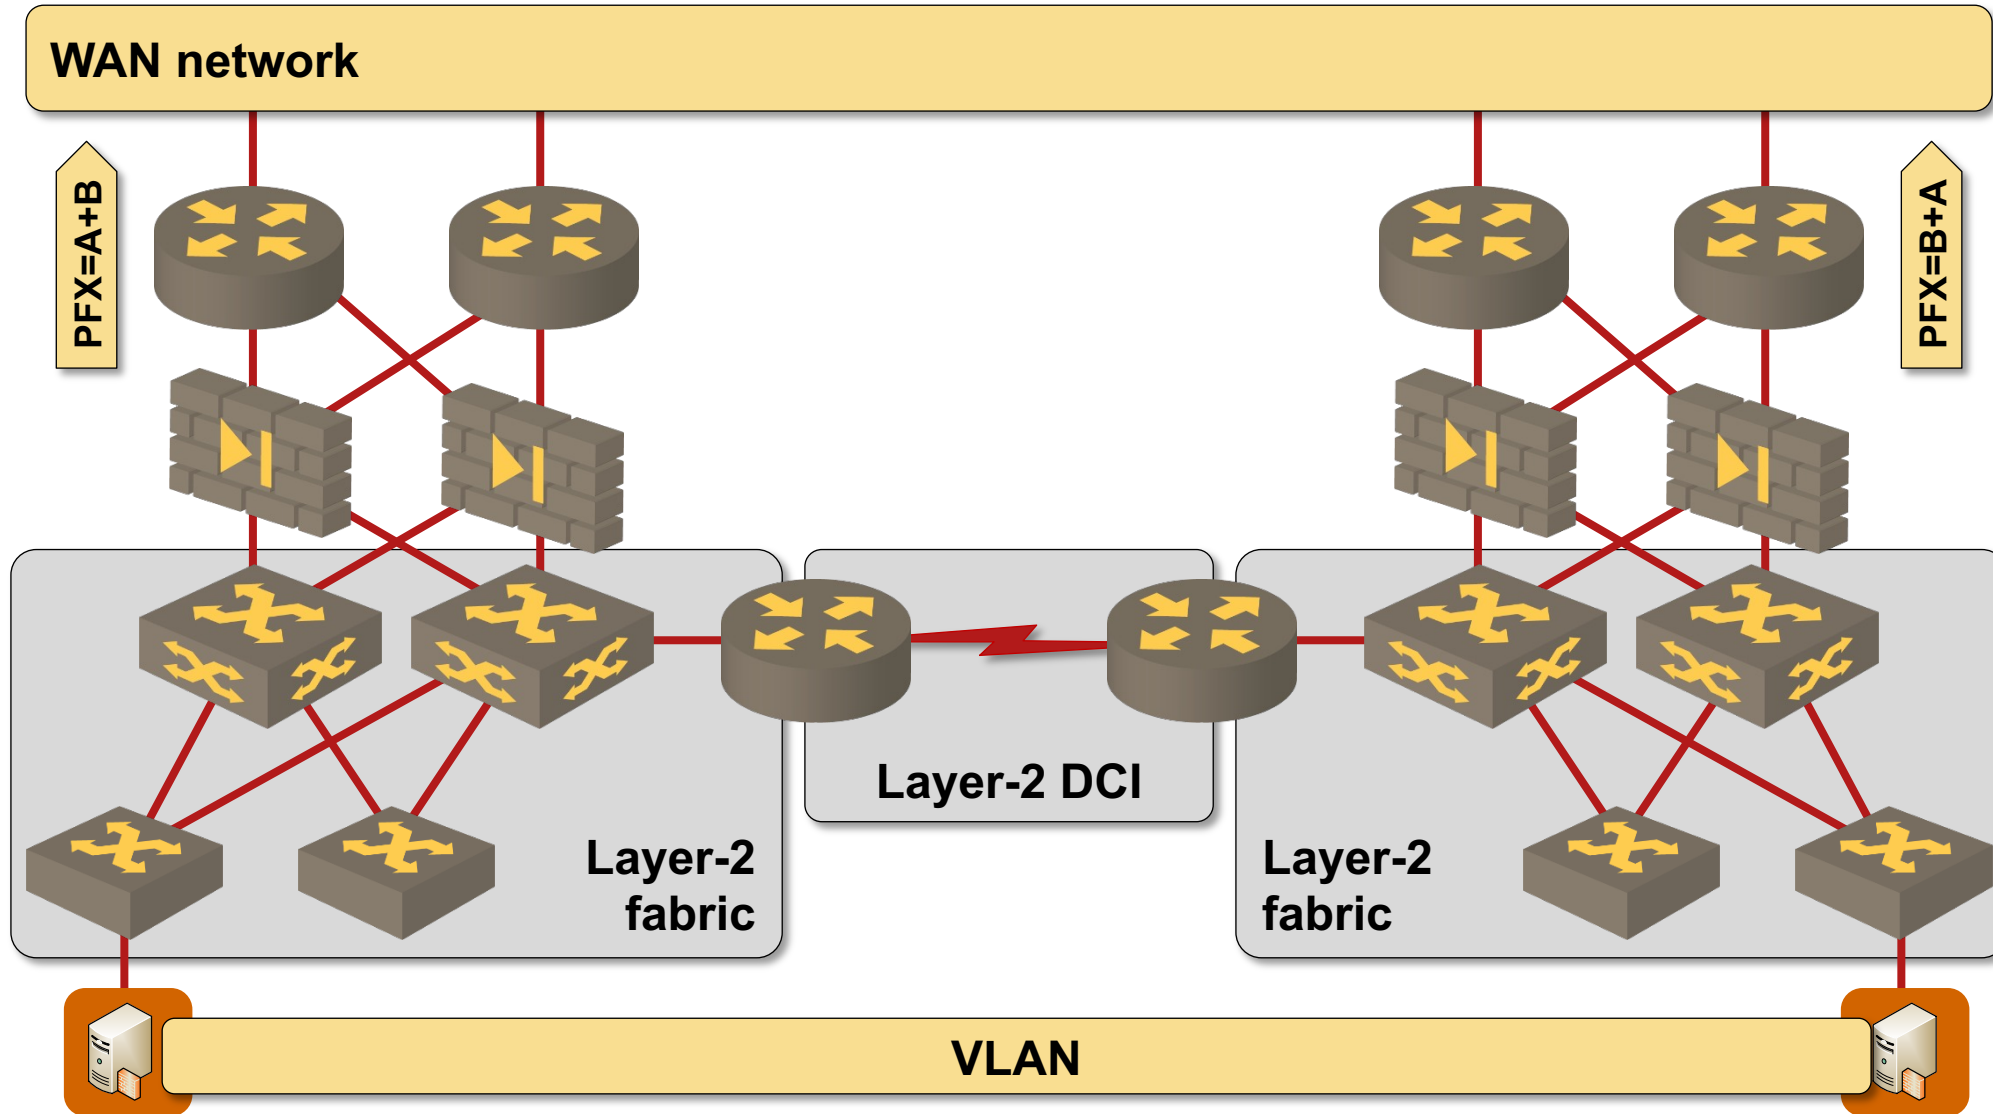 WAN network
PFX=A+B
PFX=B+A
Layer-2 DCI
Layer-2
fabric
Layer-2
fabric
VLAN